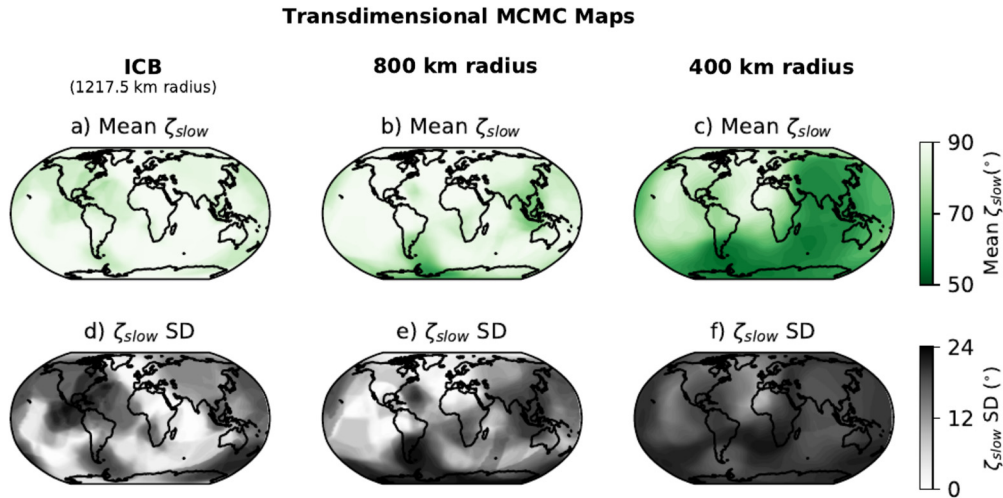 Transdimensional MCMC Maps
ICB
(1217.5 km radius)
800 km radius
400 km radius
a) Mean ζslow
b) Mean ζslow
c) Mean ζslow
90
70
50
Mean ζslow(°)
d) ζslow SD
e) ζslow SD
f) ζslow SD
24
12
0
ζslow SD (°)